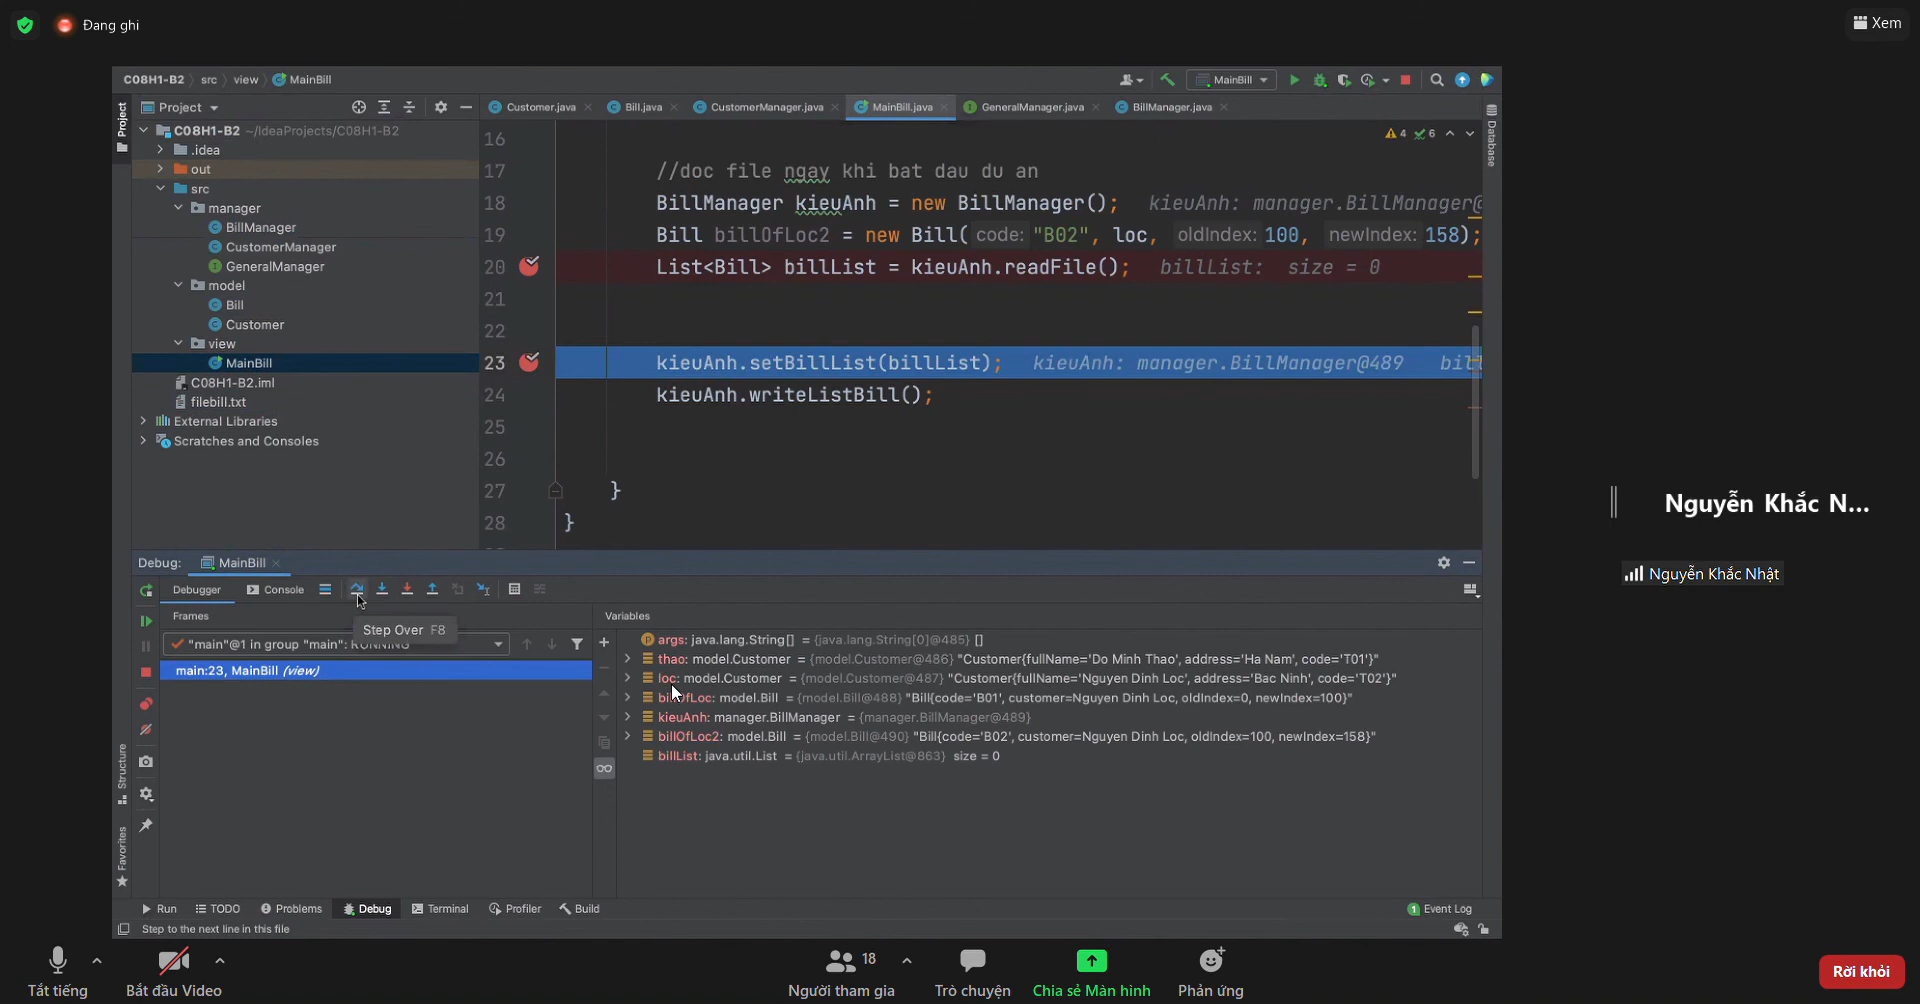 Đang ghi
Xem
C08H1-B2 src view MainBill
MainBill
Project
Customer.java
Bill.java
CustomerManager.java
MainBill.java
GeneralManager.java
BillManager.java
Project
C08H1-B2 ~/IdeaProjects/C08H1-B2
.idea
out
src
manager
BillManager
CustomerManager
GeneralManager
model
Bill
Customer
view
MainBill
C08H1-B2.iml
filebill.txt
External Libraries
Scratches and Consoles
Database
4 6
16
17 //doc file ngay khi bat dau du an
18 BillManager kieuAnh = new BillManager(); kieuAnh: manager.BillManager@
19 Bill billOfLoc2 = new Bill( code: "B02", loc, oldIndex: 100, newIndex: 158);
20 List<Bill> billList = kieuAnh.readFile(); billList: size = 0
21
22
23 kieuAnh.setBillList(billList); kieuAnh: manager.BillManager@489 bill
24 kieuAnh.writeListBill();
25
26
27 }
28 }
Debug: MainBill
Debugger Console
Frames
Step Over F8
"main"@1 in group "main": RUNNING
main:23, MainBill (view)
Variables
args: java.lang.String[] = {java.lang.String[0]@485} []
thao: model.Customer = {model.Customer@486} "Customer{fullName='Do Minh Thao', address='Ha Nam', code='T01'}"
loc: model.Customer = {model.Customer@487} "Customer{fullName='Nguyen Dinh Loc', address='Bac Ninh', code='T02'}"
billOfLoc: model.Bill = {model.Bill@488} "Bill{code='B01', customer=Nguyen Dinh Loc, oldIndex=0, newIndex=100}"
kieuAnh: manager.BillManager = {manager.BillManager@489}
billOfLoc2: model.Bill = {model.Bill@490} "Bill{code='B02', customer=Nguyen Dinh Loc, oldIndex=100, newIndex=158}"
billList: java.util.List = {java.util.ArrayList@863} size = 0
Structure
Favorites
Run TODO Problems Debug Terminal Profiler Build
1 Event Log
Step to the next line in this file
Nguyễn Khắc N...
Nguyễn Khắc Nhật
Tắt tiếng
Bắt đầu Video
18
Người tham gia
Trò chuyện
Chia sẻ Màn hình
Phản ứng
Rời khỏi